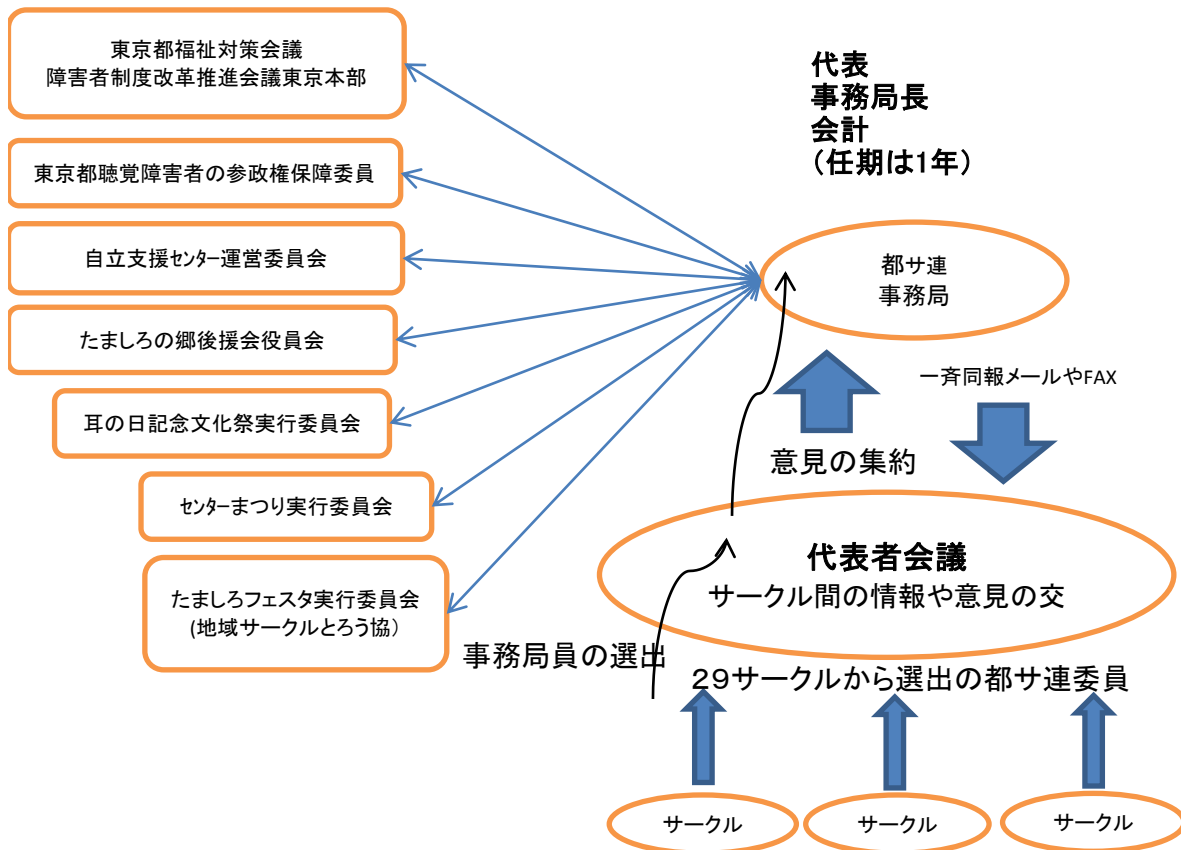 東京都福祉対策会議
障害者制度改革推進会議東京本部
東京都聴覚障害者の参政権保障委員
自立支援センター運営委員会
たましろの郷後援会役員会
耳の日記念文化祭実行委員会
センターまつり実行委員会
たましろフェスタ実行委員会
(地域サークルとろう協）
代表
事務局長
会計
（任期は1年）
都サ連
事務局
一斉同報メールやFAX
意見の集約
代表者会議
サークル間の情報や意見の交
事務局員の選出
29サークルから選出の都サ連委員
サークル
サークル
サークル